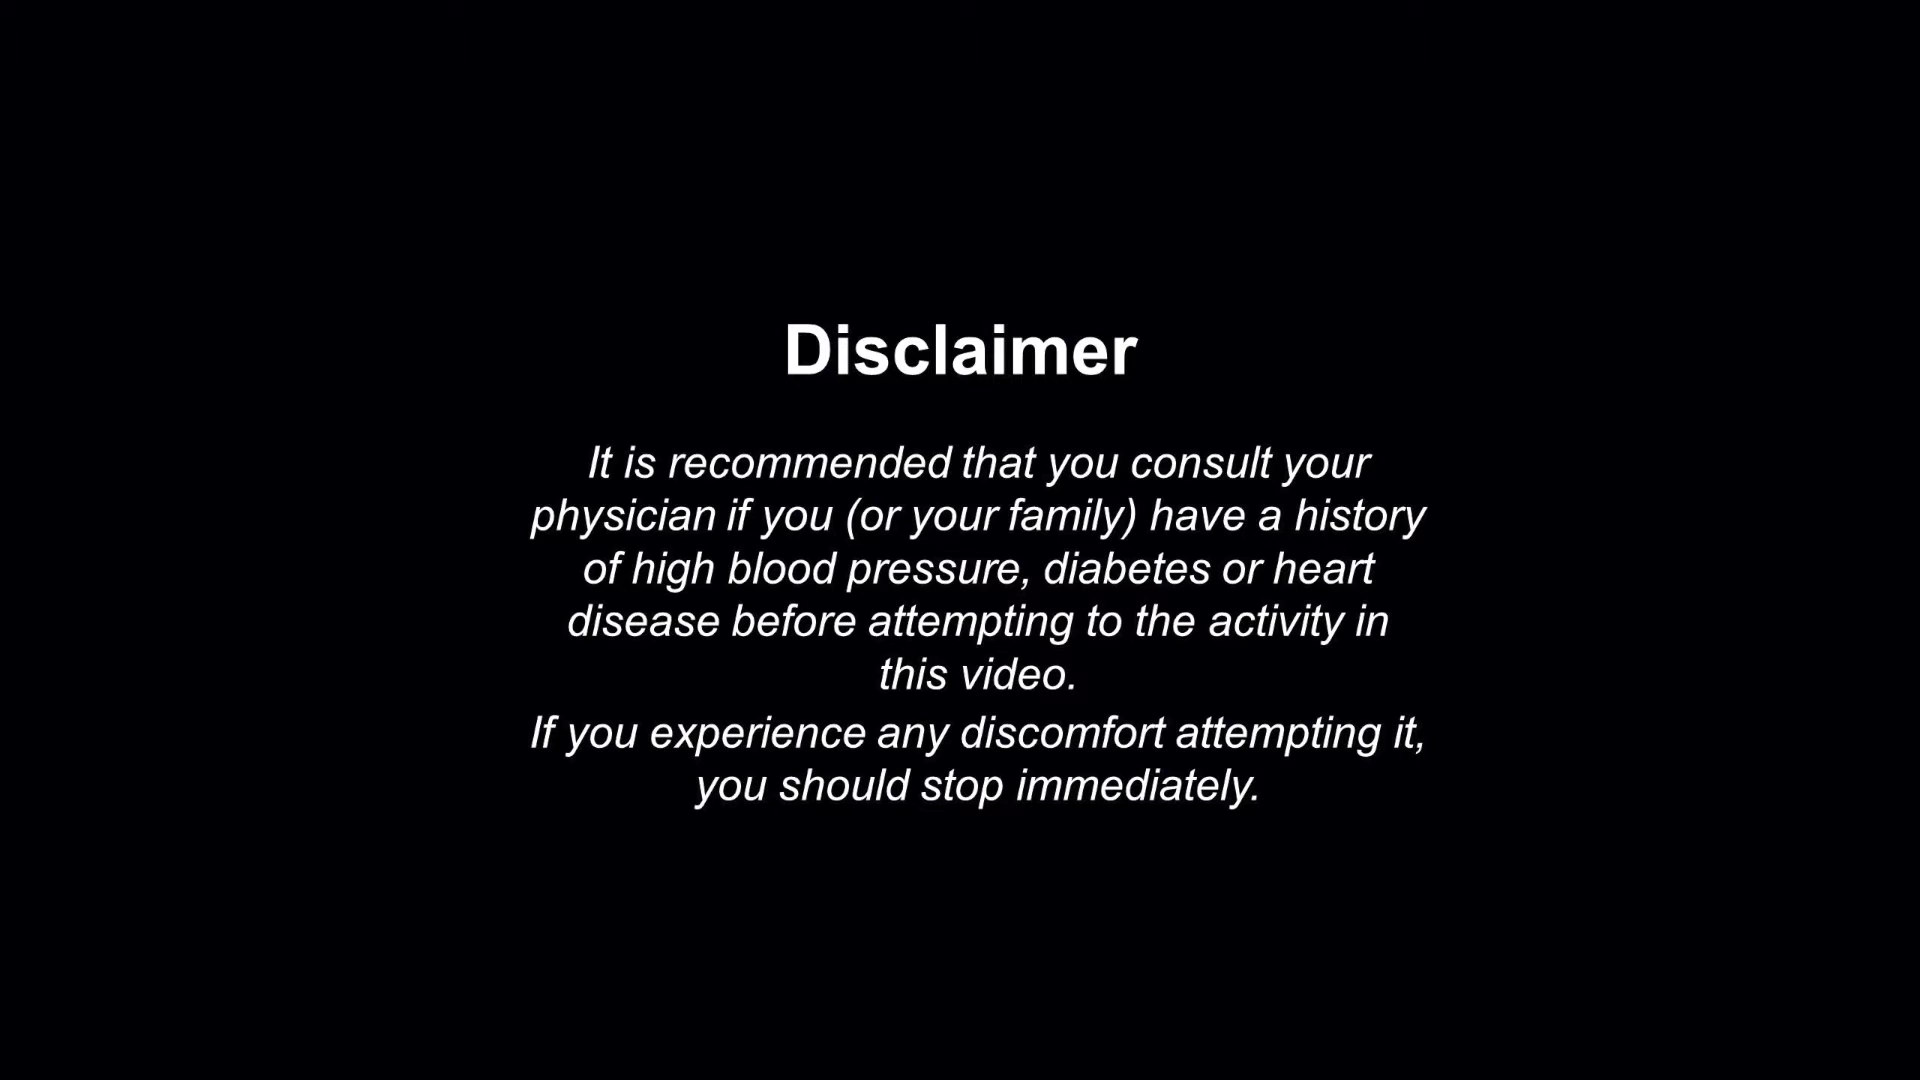 Disclaimer
It is recommended that you consult your
physician if you (or your family) have a history
of high blood pressure, diabetes or heart
disease before attempting to the activity in
this video.
If you experience any discomfort attempting it,
you should stop immediately.